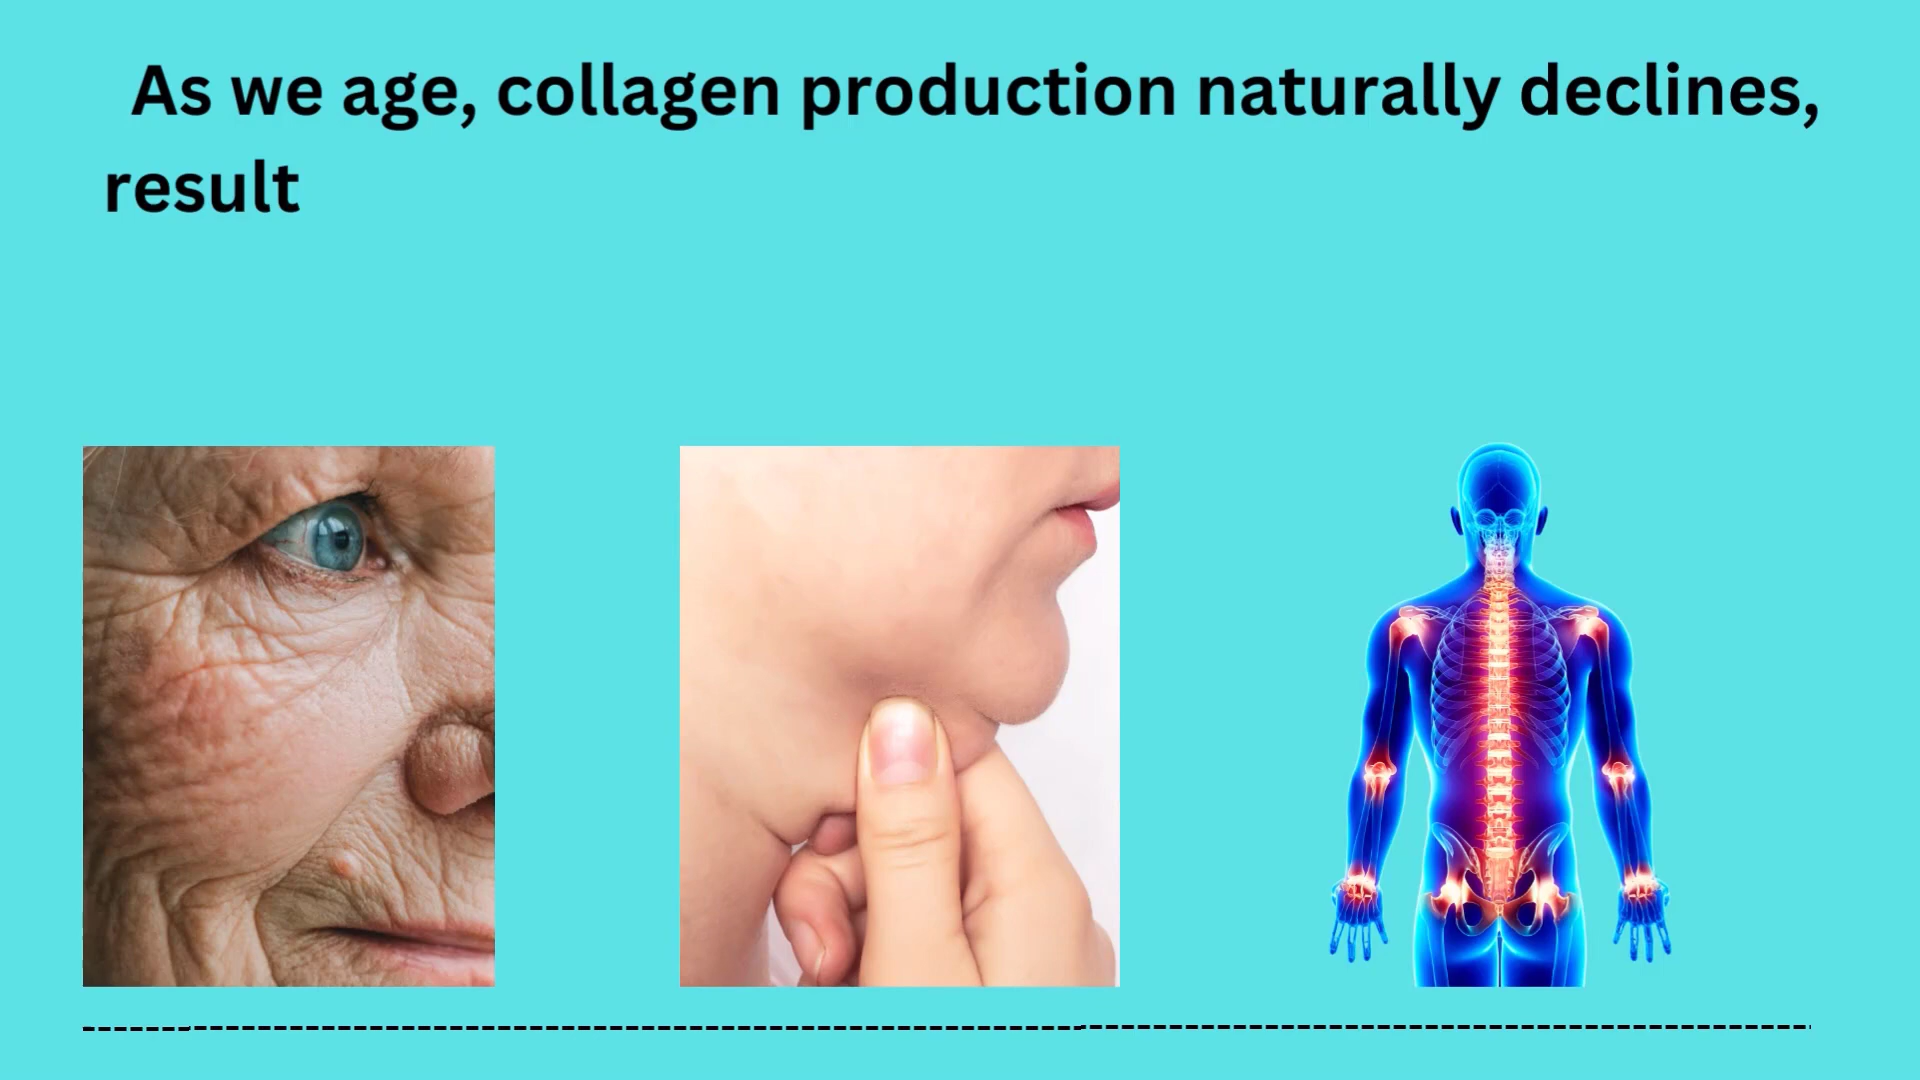 As we age, collagen production naturally declines,
result